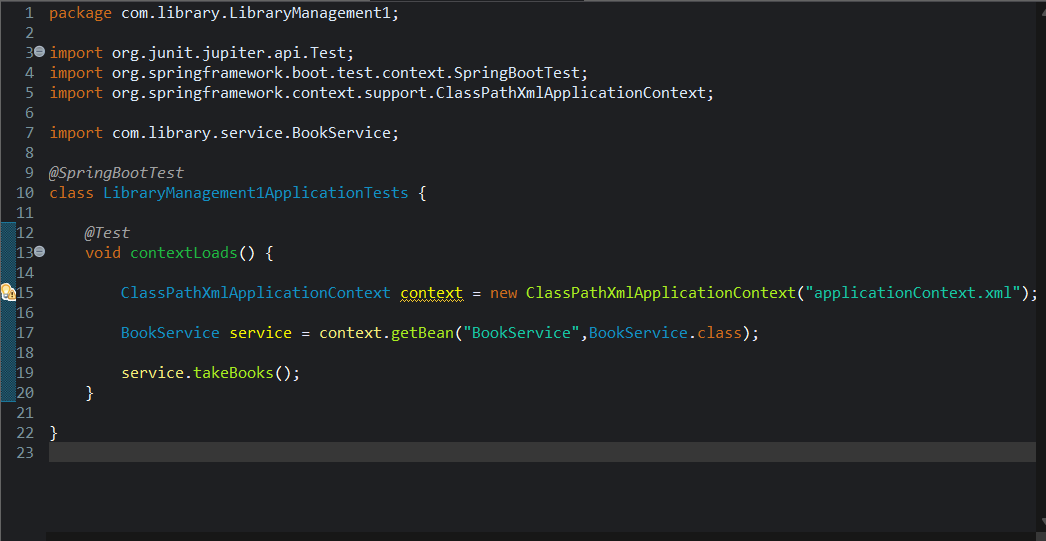 1 package com.library.LibraryManagement1;
2
3 import org.junit.jupiter.api.Test;
4 import org.springframework.boot.test.context.SpringBootTest;
5 import org.springframework.context.support.ClassPathXmlApplicationContext;
6
7 import com.library.service.BookService;
8
9 @SpringBootTest
10 class LibraryManagement1ApplicationTests {
11
12     @Test
13     void contextLoads() {
14
15         ClassPathXmlApplicationContext context = new ClassPathXmlApplicationContext("applicationContext.xml");
16
17         BookService service = context.getBean("BookService",BookService.class);
18
19         service.takeBooks();
20     }
21
22 }
23